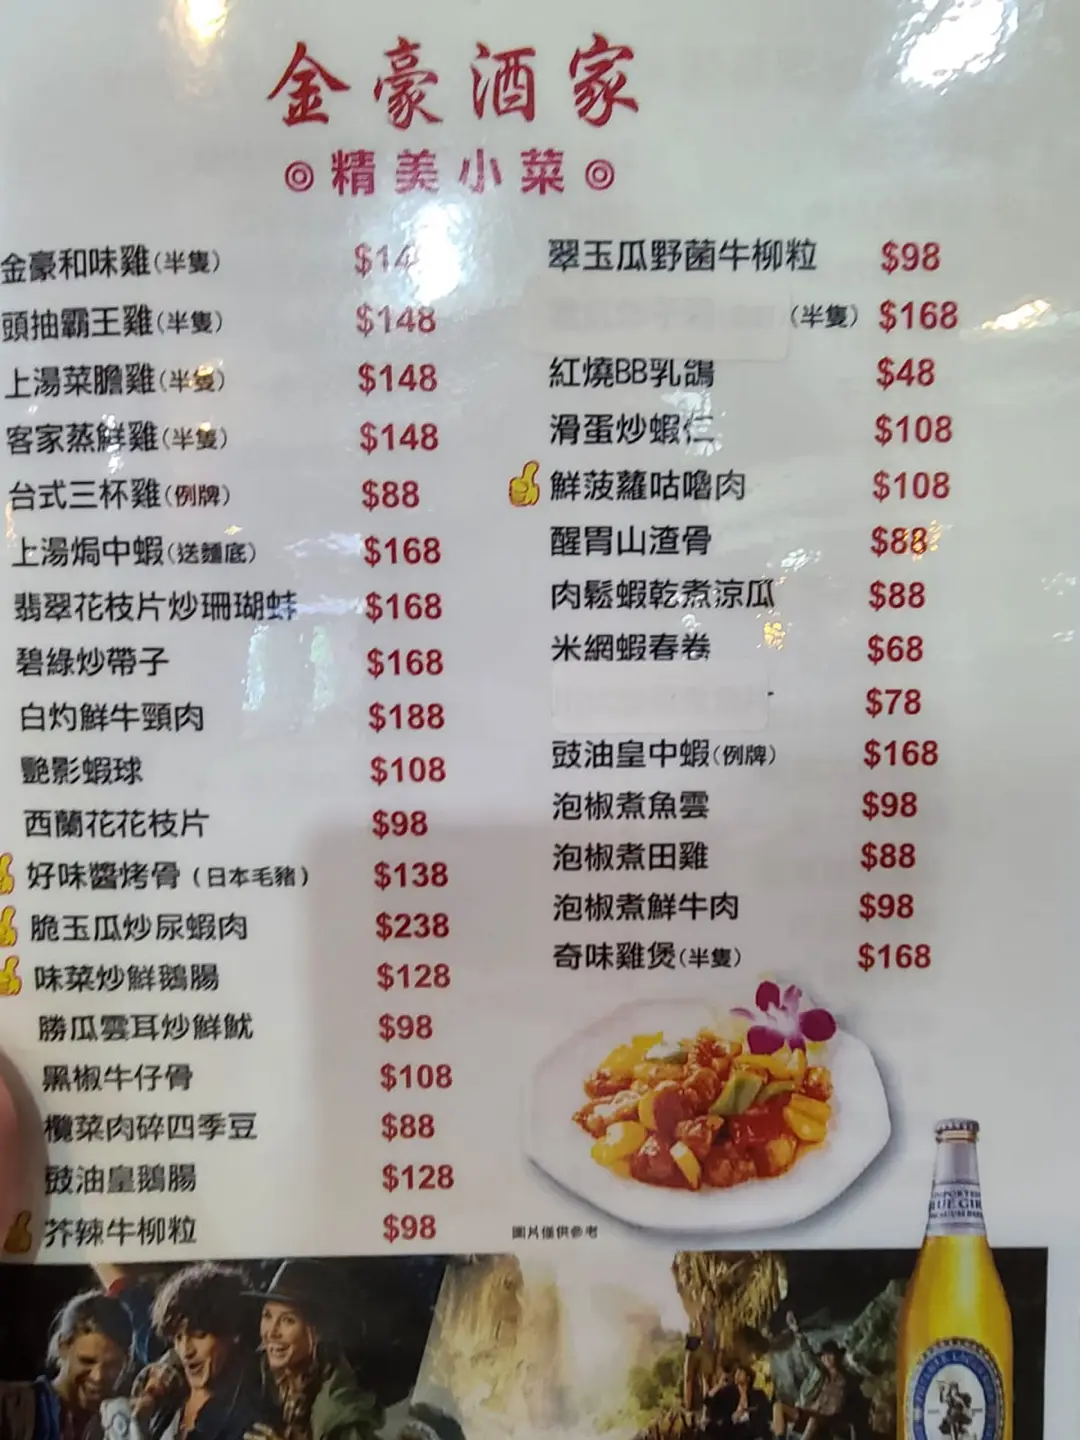 金豪酒家
◎精美小菜◎
金豪和味雞(半隻) $14
頭抽霸王雞(半隻) $148
上湯菜膽雞(半隻) $148
客家蒸鮮雞(半隻) $148
台式三杯雞(例牌) $88
上湯焗中蝦(送麵底) $168
翡翠花枝片炒珊瑚蚌 $168
碧綠炒帶子 $168
白灼鮮牛頸肉 $188
艷影蝦球 $108
西蘭花花枝片 $98
好味醬烤骨(日本毛豬) $138
脆玉瓜炒尿蝦肉 $238
味菜炒鮮鵝腸 $128
勝瓜雲耳炒鮮魷 $98
黑椒牛仔骨 $108
欖菜肉碎四季豆 $88
豉油皇鵝腸 $128
芥辣牛柳粒 $98
翠玉瓜野菌牛柳粒 $98
(半隻) $168
紅燒BB乳鴿 $48
滑蛋炒蝦仁 $108
鮮菠蘿咕嚕肉 $108
醒胃山渣骨 $88
肉鬆蝦乾煮涼瓜 $88
米網蝦春卷 $68
$78
豉油皇中蝦(例牌) $168
泡椒煮魚雲 $98
泡椒煮田雞 $88
泡椒煮鮮牛肉 $98
奇味雞煲(半隻) $168
圖片僅供參考